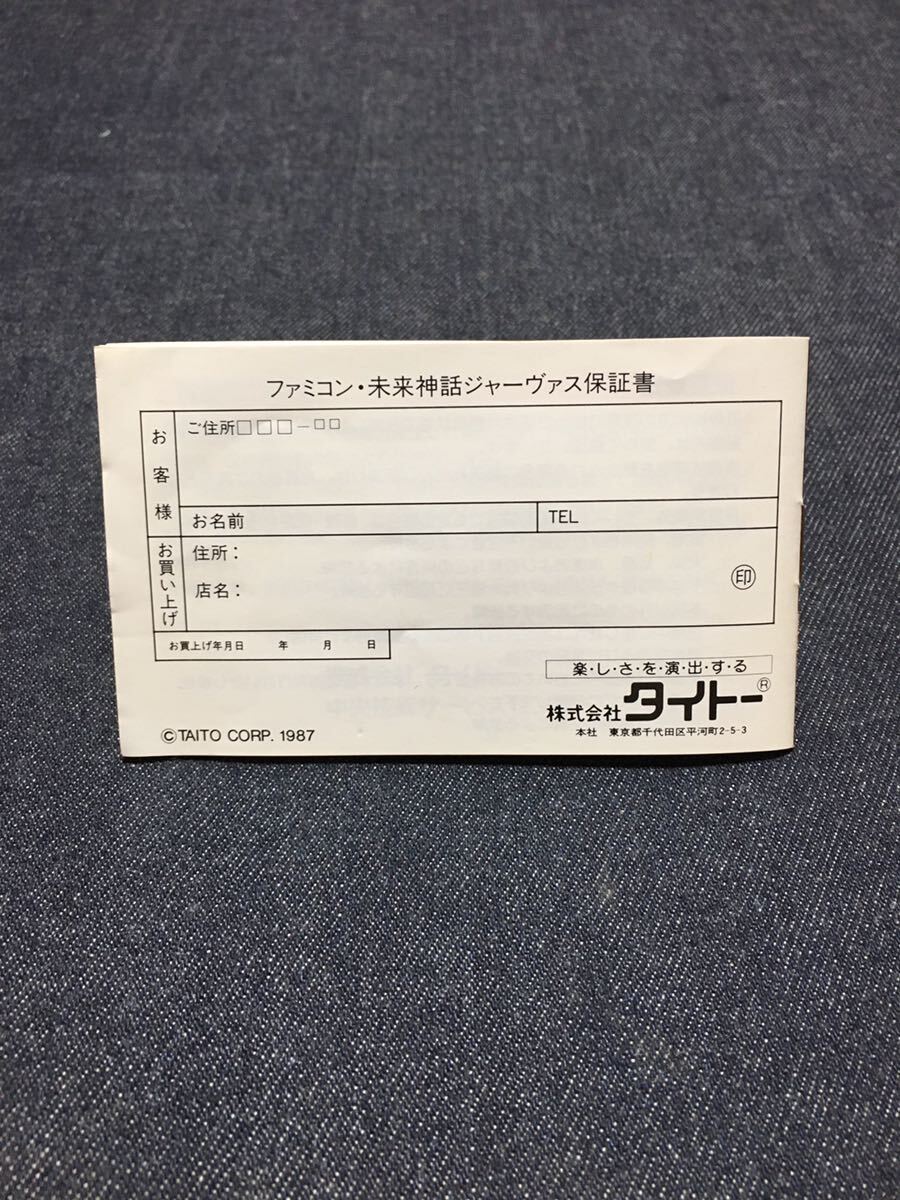 ファミコン・未来神話ジャーヴァス保証書
お客様
ご住所□□□－□□
お名前
TEL
お買い上げ
住所：
店名：
印
お買上げ年月日　年　月　日
楽・し・さ・を・演・出・す・る
株式会社 タイトー®
本社 東京都千代田区平河町2-5-3
©TAITO CORP. 1987